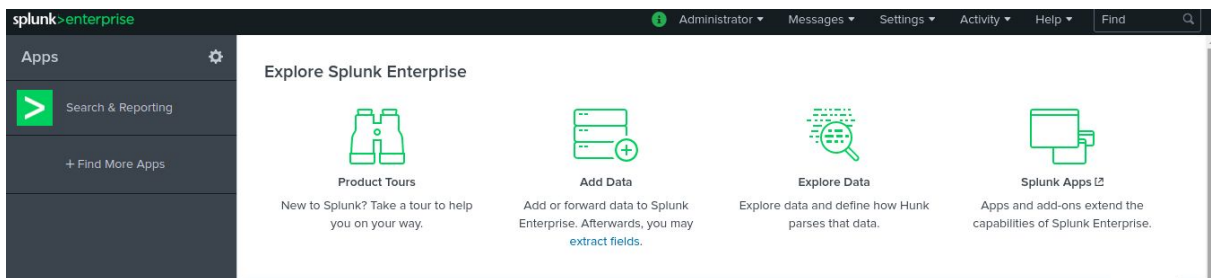 splunk>enterprise
Administrator
Messages
Settings
Activity
Help
Find
Apps
Search & Reporting
+ Find More Apps
Explore Splunk Enterprise
Product Tours
New to Splunk? Take a tour to help
you on your way.
Add Data
Add or forward data to Splunk
Enterprise. Afterwards, you may
extract fields.
Explore Data
Explore data and define how Hunk
parses that data.
Splunk Apps
Apps and add-ons extend the
capabilities of Splunk Enterprise.